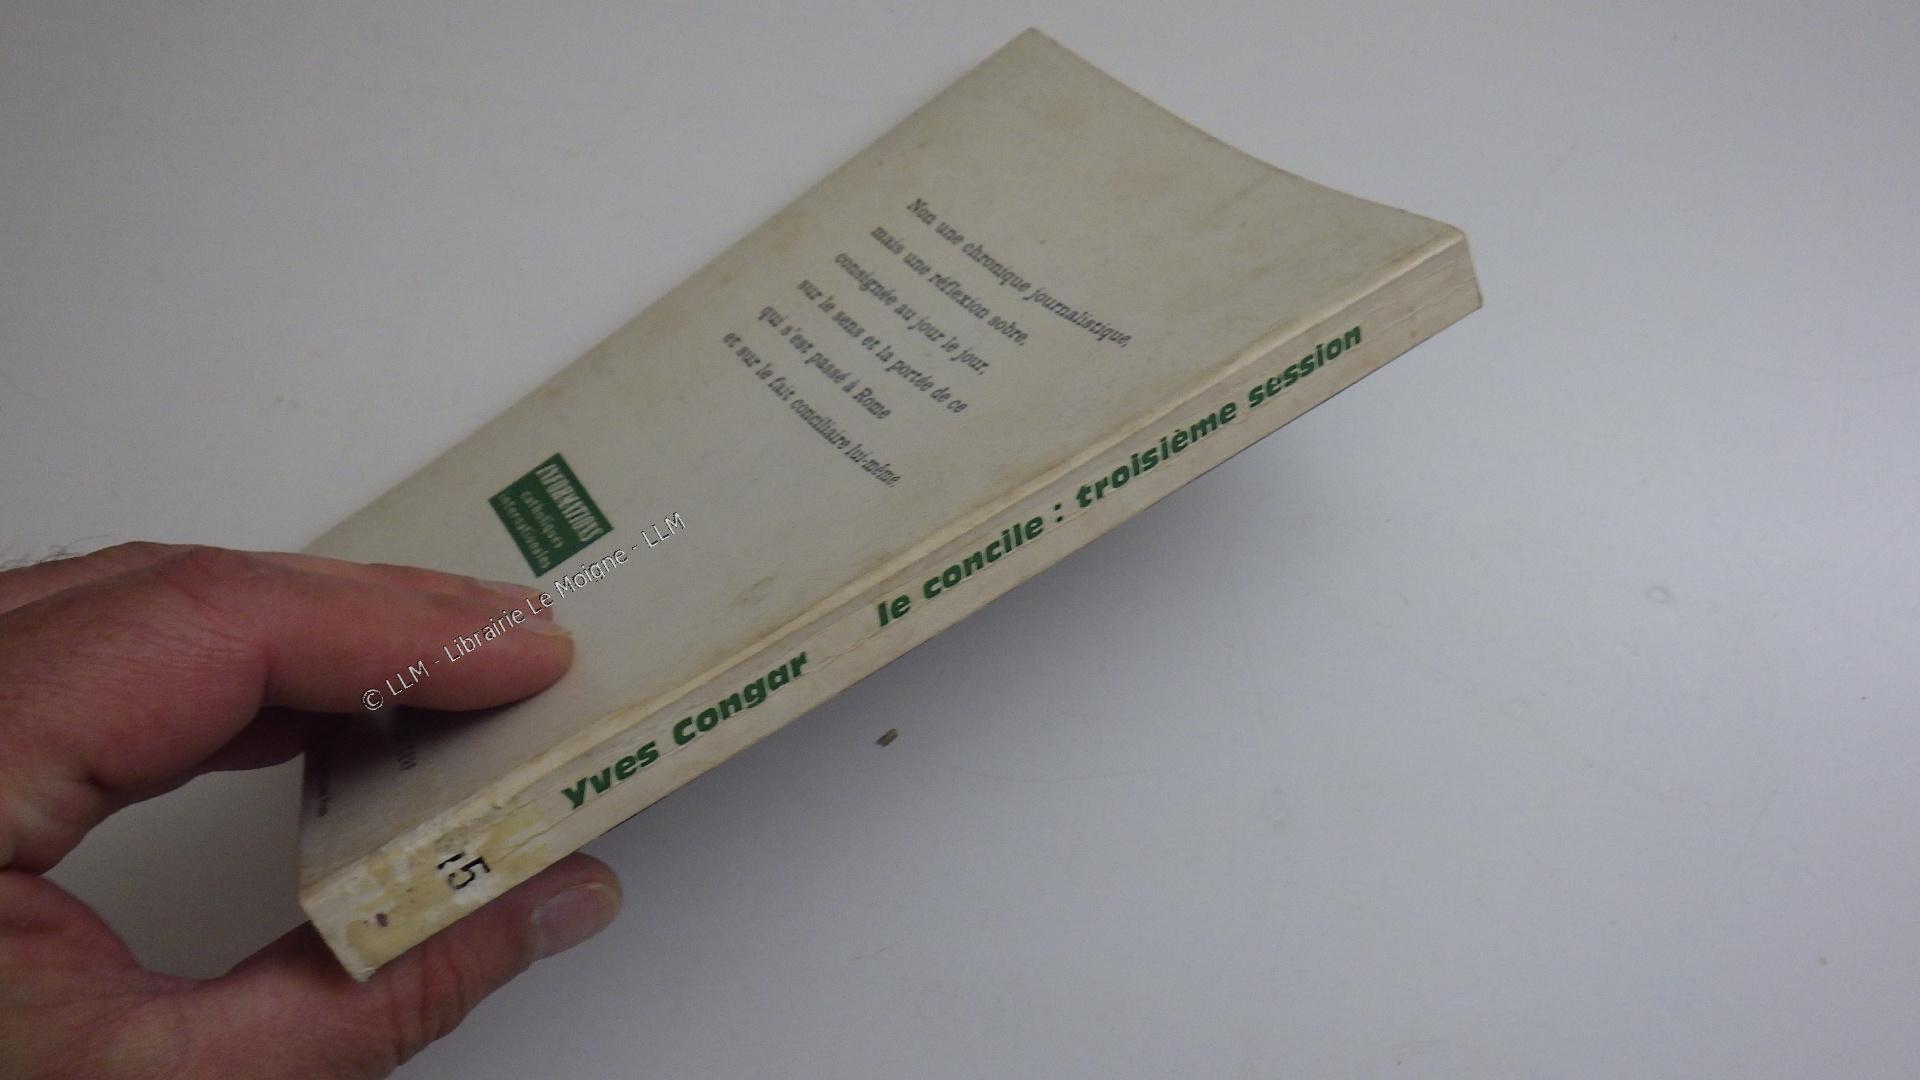 Non une chronique journalistique,
mais une réflexion sobre,
consignée au jour le jour,
sur le sens et la portée de ce
qui s'est passé à Rome
et sur le fait conciliaire lui-même.
INFORMATIONS
catholiques
internationales
© LLM - Librairie Le Moigne - LLM
yves congar le concile : troisième session
15